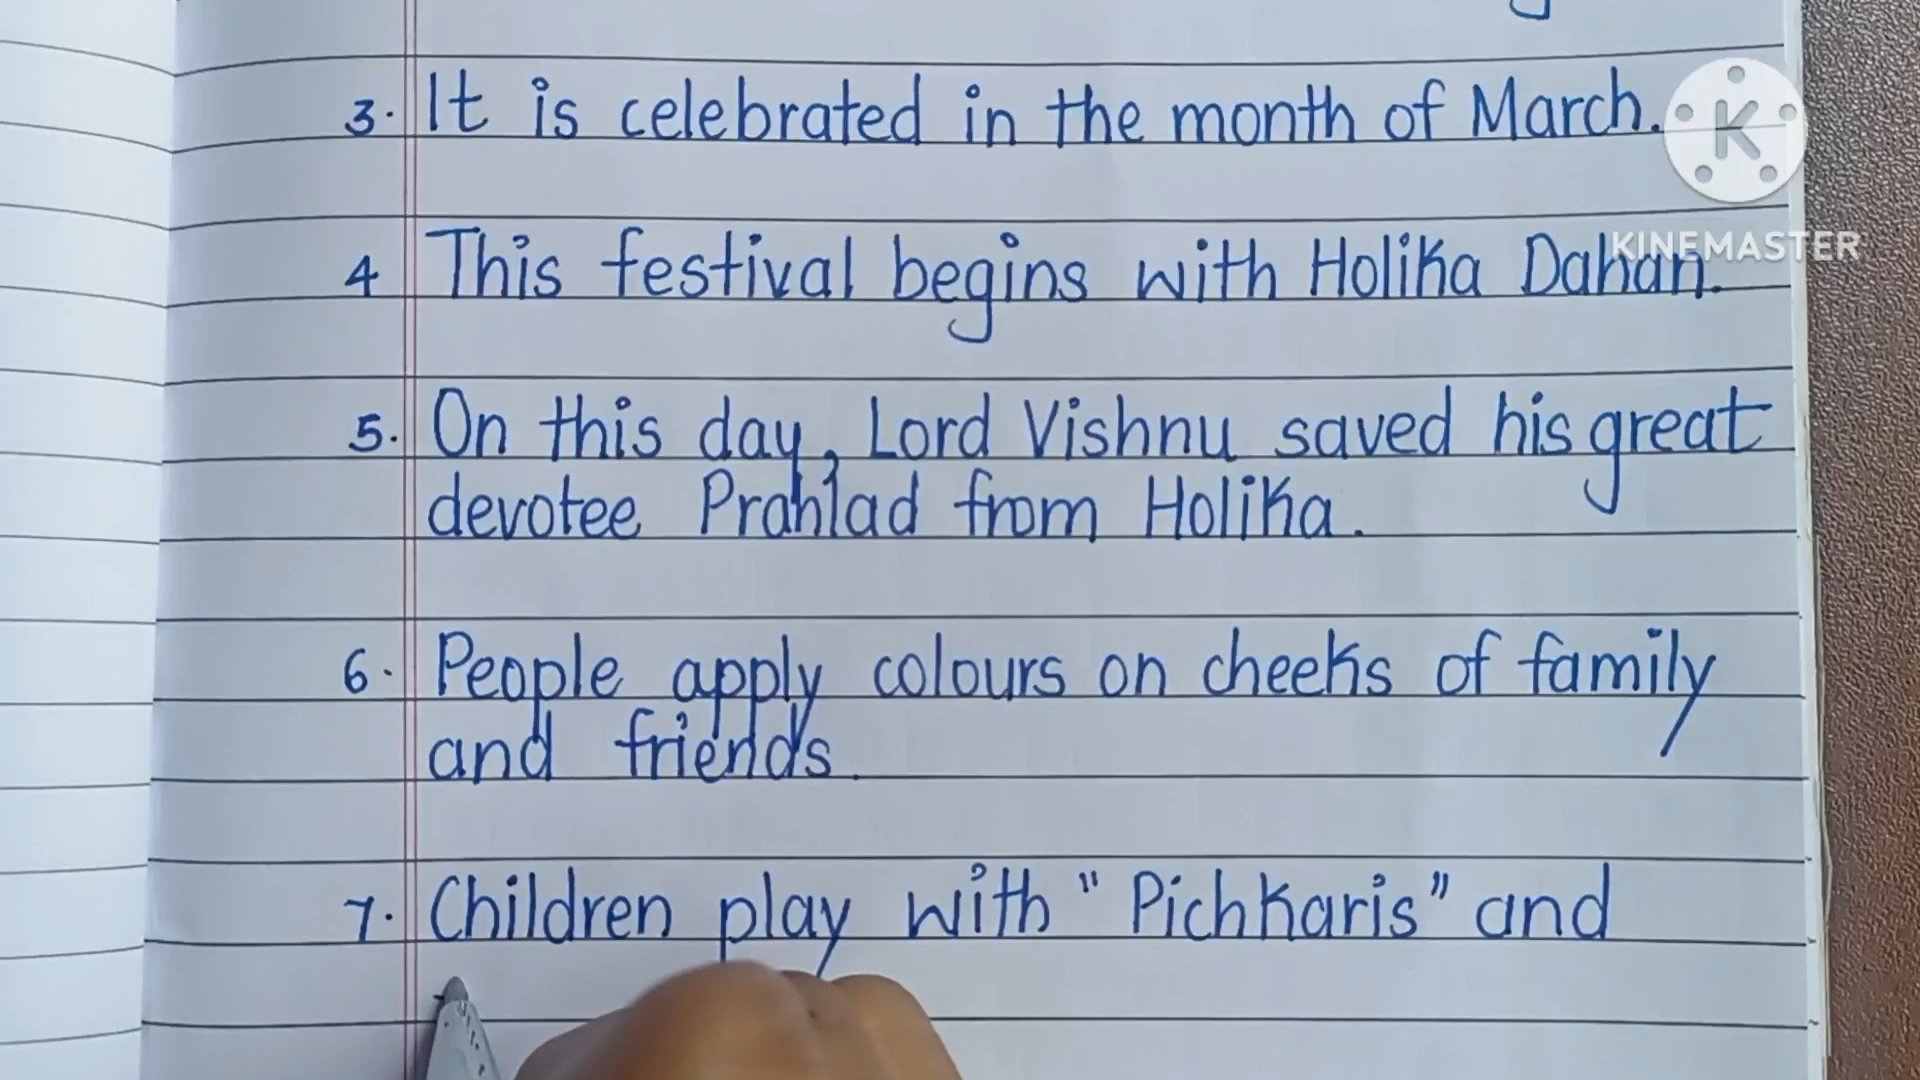 3. It is celebrated in the month of March.
KINEMASTER
4 This festival begins with Holika Dahan.
5. On this day, Lord Vishnu saved his great
devotee Prahlad from Holika.
6. People apply colours on cheeks of family
and friends.
7. Children play with "Pichkaris" and